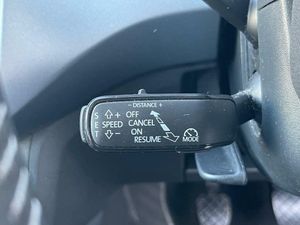 − DISTANCE +
S + OFF
E SPEED CANCEL
T − ON
RESUME MODE